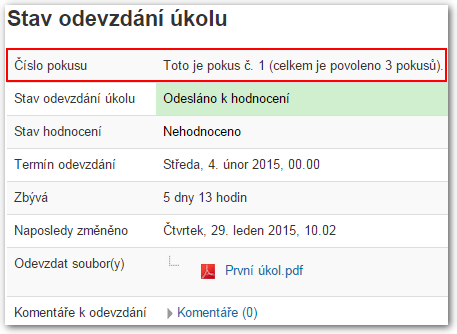 Stav odevzdání úkolu
Číslo pokusu Toto je pokus č. 1 (celkem je povoleno 3 pokusů).
Stav odevzdání úkolu Odesláno k hodnocení
Stav hodnocení Nehodnoceno
Termín odevzdání Středa, 4. únor 2015, 00.00
Zbývá 5 dny 13 hodin
Naposledy změněno Čtvrtek, 29. leden 2015, 10.02
Odevzdat soubor(y) První úkol.pdf
Komentáře k odevzdání Komentáře (0)